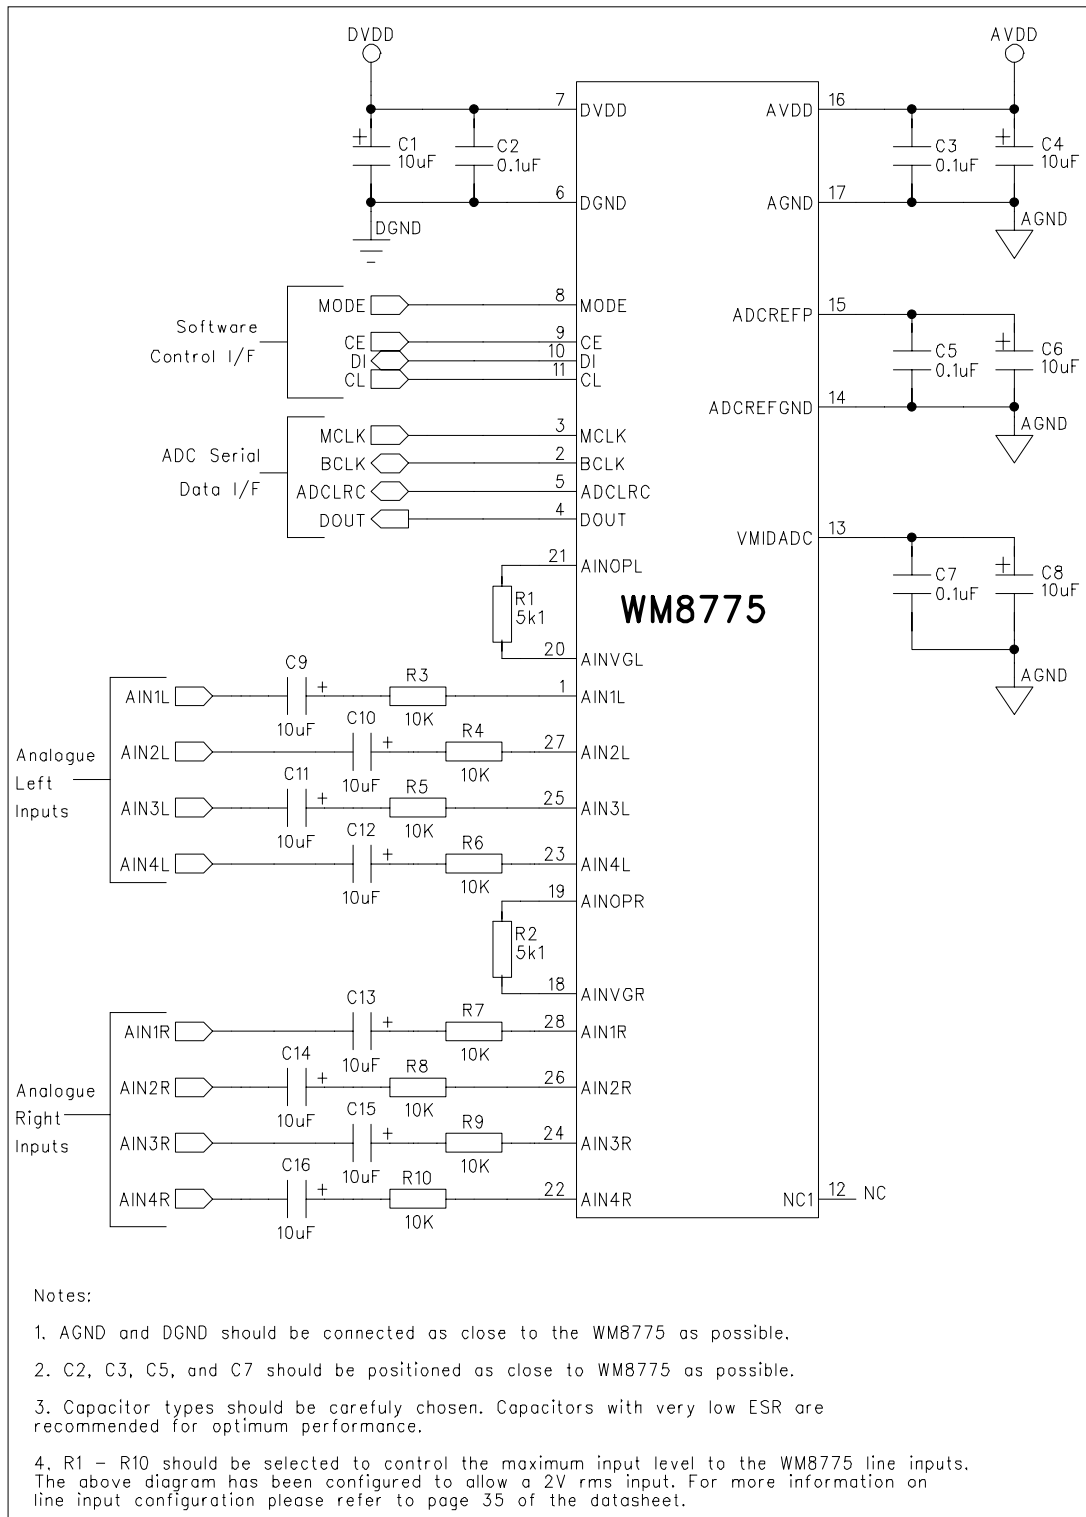 DVDD
AVDD
7 DVDD
AVDD 16
+ C1 10uF
C2 0.1uF
C3 0.1uF
+ C4 10uF
6 DGND
AGND 17
DGND
AGND
Software
Control I/F
MODE 8 MODE
CE 9 CE
DI 10 DI
CL 11 CL
ADCREFP 15
C5 0.1uF
+ C6 10uF
ADCREFGND 14
AGND
ADC Serial
Data I/F
MCLK 3 MCLK
BCLK 2 BCLK
ADCLRC 5 ADCLRC
DOUT 4 DOUT
VMIDADC 13
C7 0.1uF
+ C8 10uF
AGND
21 AINOPL
R1
5k1
WM8775
20 AINVGL
Analogue
Left
Inputs
AIN1L C9 + 10uF R3 10K 1 AIN1L
AIN2L C10 + 10uF R4 10K 27 AIN2L
AIN3L C11 + 10uF R5 10K 25 AIN3L
AIN4L C12 + 10uF R6 10K 23 AIN4L
19 AINOPR
R2
5k1
18 AINVGR
Analogue
Right
Inputs
AIN1R C13 + 10uF R7 10K 28 AIN1R
AIN2R C14 + 10uF R8 10K 26 AIN2R
AIN3R C15 + 10uF R9 10K 24 AIN3R
AIN4R C16 + 10uF R10 10K 22 AIN4R
NC1 12 NC
Notes:
1. AGND and DGND should be connected as close to the WM8775 as possible.
2. C2, C3, C5, and C7 should be positioned as close to WM8775 as possible.
3. Capacitor types should be carefuly chosen. Capacitors with very low ESR are
recommended for optimum performance.
4. R1 - R10 should be selected to control the maximum input level to the WM8775 line inputs.
The above diagram has been configured to allow a 2V rms input. For more information on
line input configuration please refer to page 35 of the datasheet.